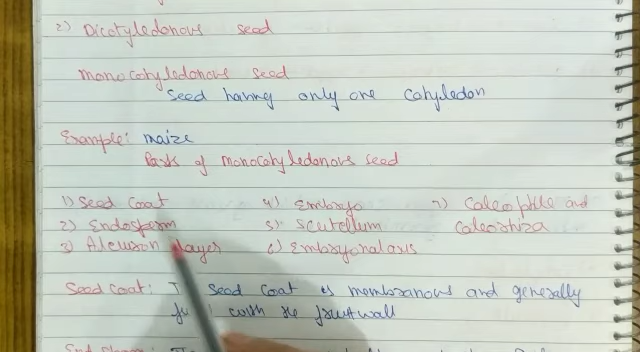 2) Dicotyledonous seed
Monocotyledonous seed
Seed having only one Cotyledon
Example: maize
Parts of monocotyledonous seed
1) Seed Coat 4) Embryo 7) Coleoptile and
2) Endosperm 5) Scutellum Coleorhiza
3) Aleuron layer 6) Embryonal axis
Seed coat: seed coat is membranous and generally
with the fruit wall